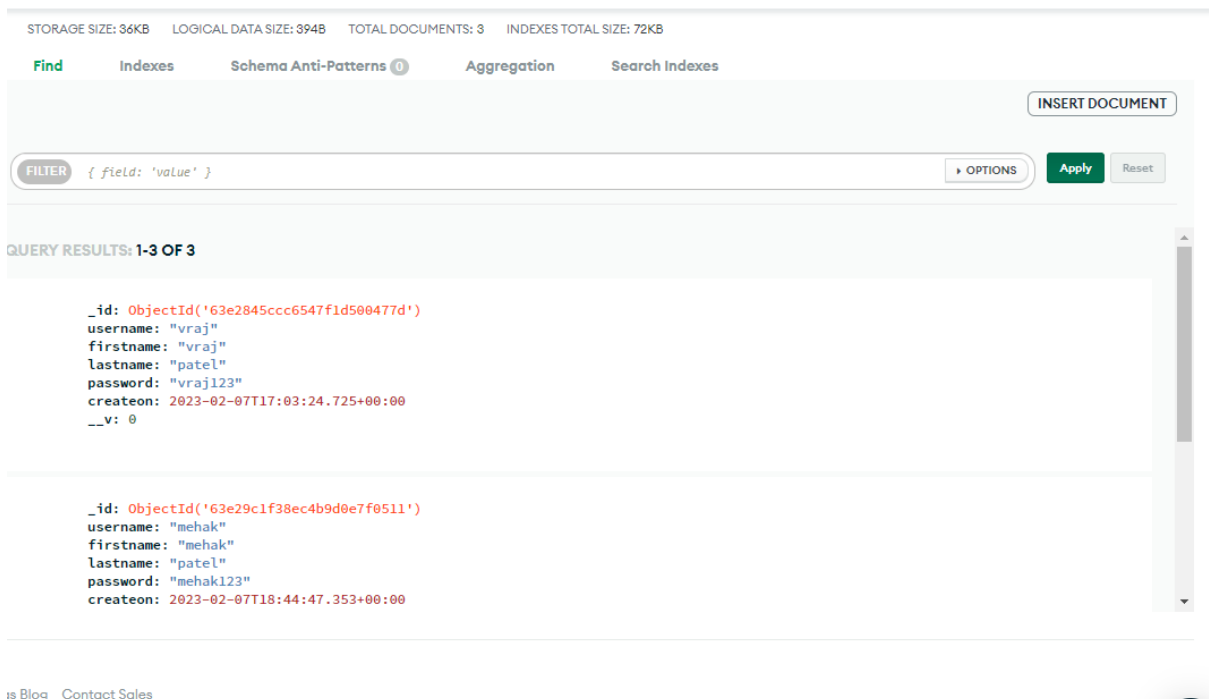 STORAGE SIZE: 36KB LOGICAL DATA SIZE: 394B TOTAL DOCUMENTS: 3 INDEXES TOTAL SIZE: 72KB
Find Indexes Schema Anti-Patterns 0 Aggregation Search Indexes
INSERT DOCUMENT
FILTER { field: 'value' } OPTIONS Apply Reset
QUERY RESULTS: 1-3 OF 3
_id: ObjectId('63e2845ccc6547f1d500477d')
username: "vraj"
firstname: "vraj"
lastname: "patel"
password: "vraj123"
createon: 2023-02-07T17:03:24.725+00:00
__v: 0
_id: ObjectId('63e29c1f38ec4b9d0e7f0511')
username: "mehak"
firstname: "mehak"
lastname: "patel"
password: "mehak123"
createon: 2023-02-07T18:44:47.353+00:00
as Blog Contact Sales